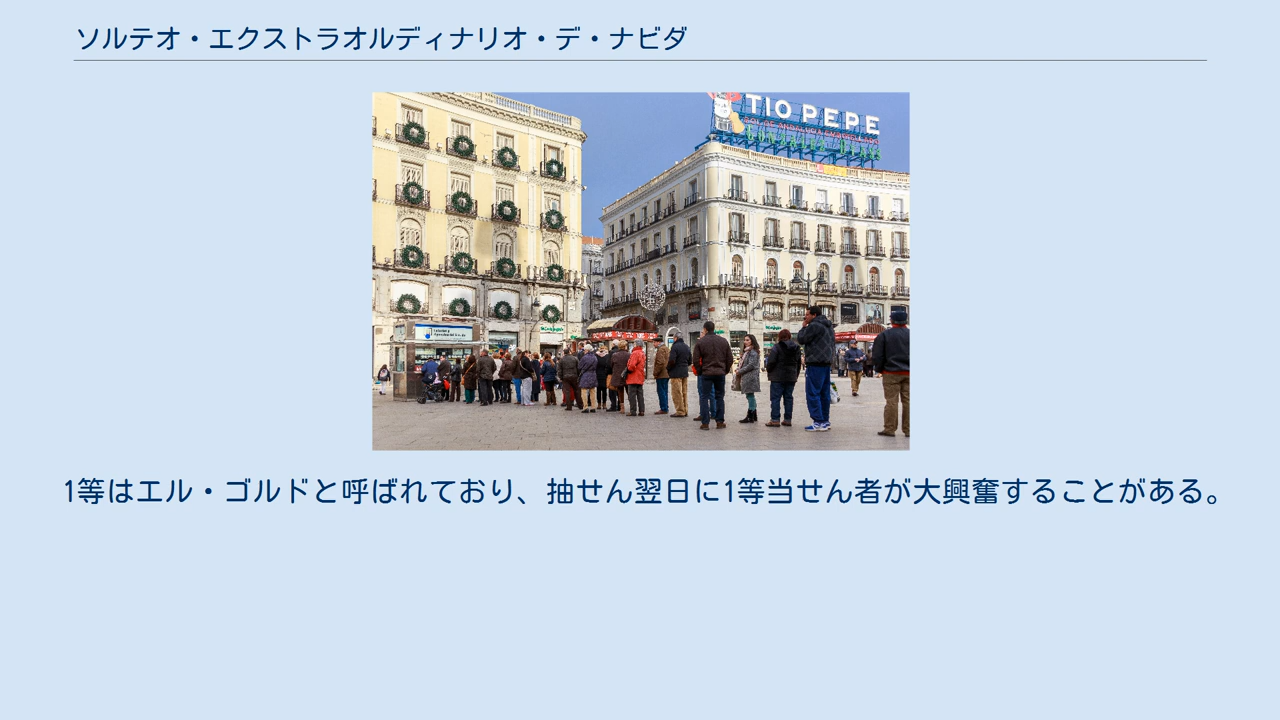 ソルテオ・エクストラオルディナリオ・デ・ナビダ
TIO PEPE
1等はエル・ゴルドと呼ばれており、抽せん翌日に1等当せん者が大興奮することがある。